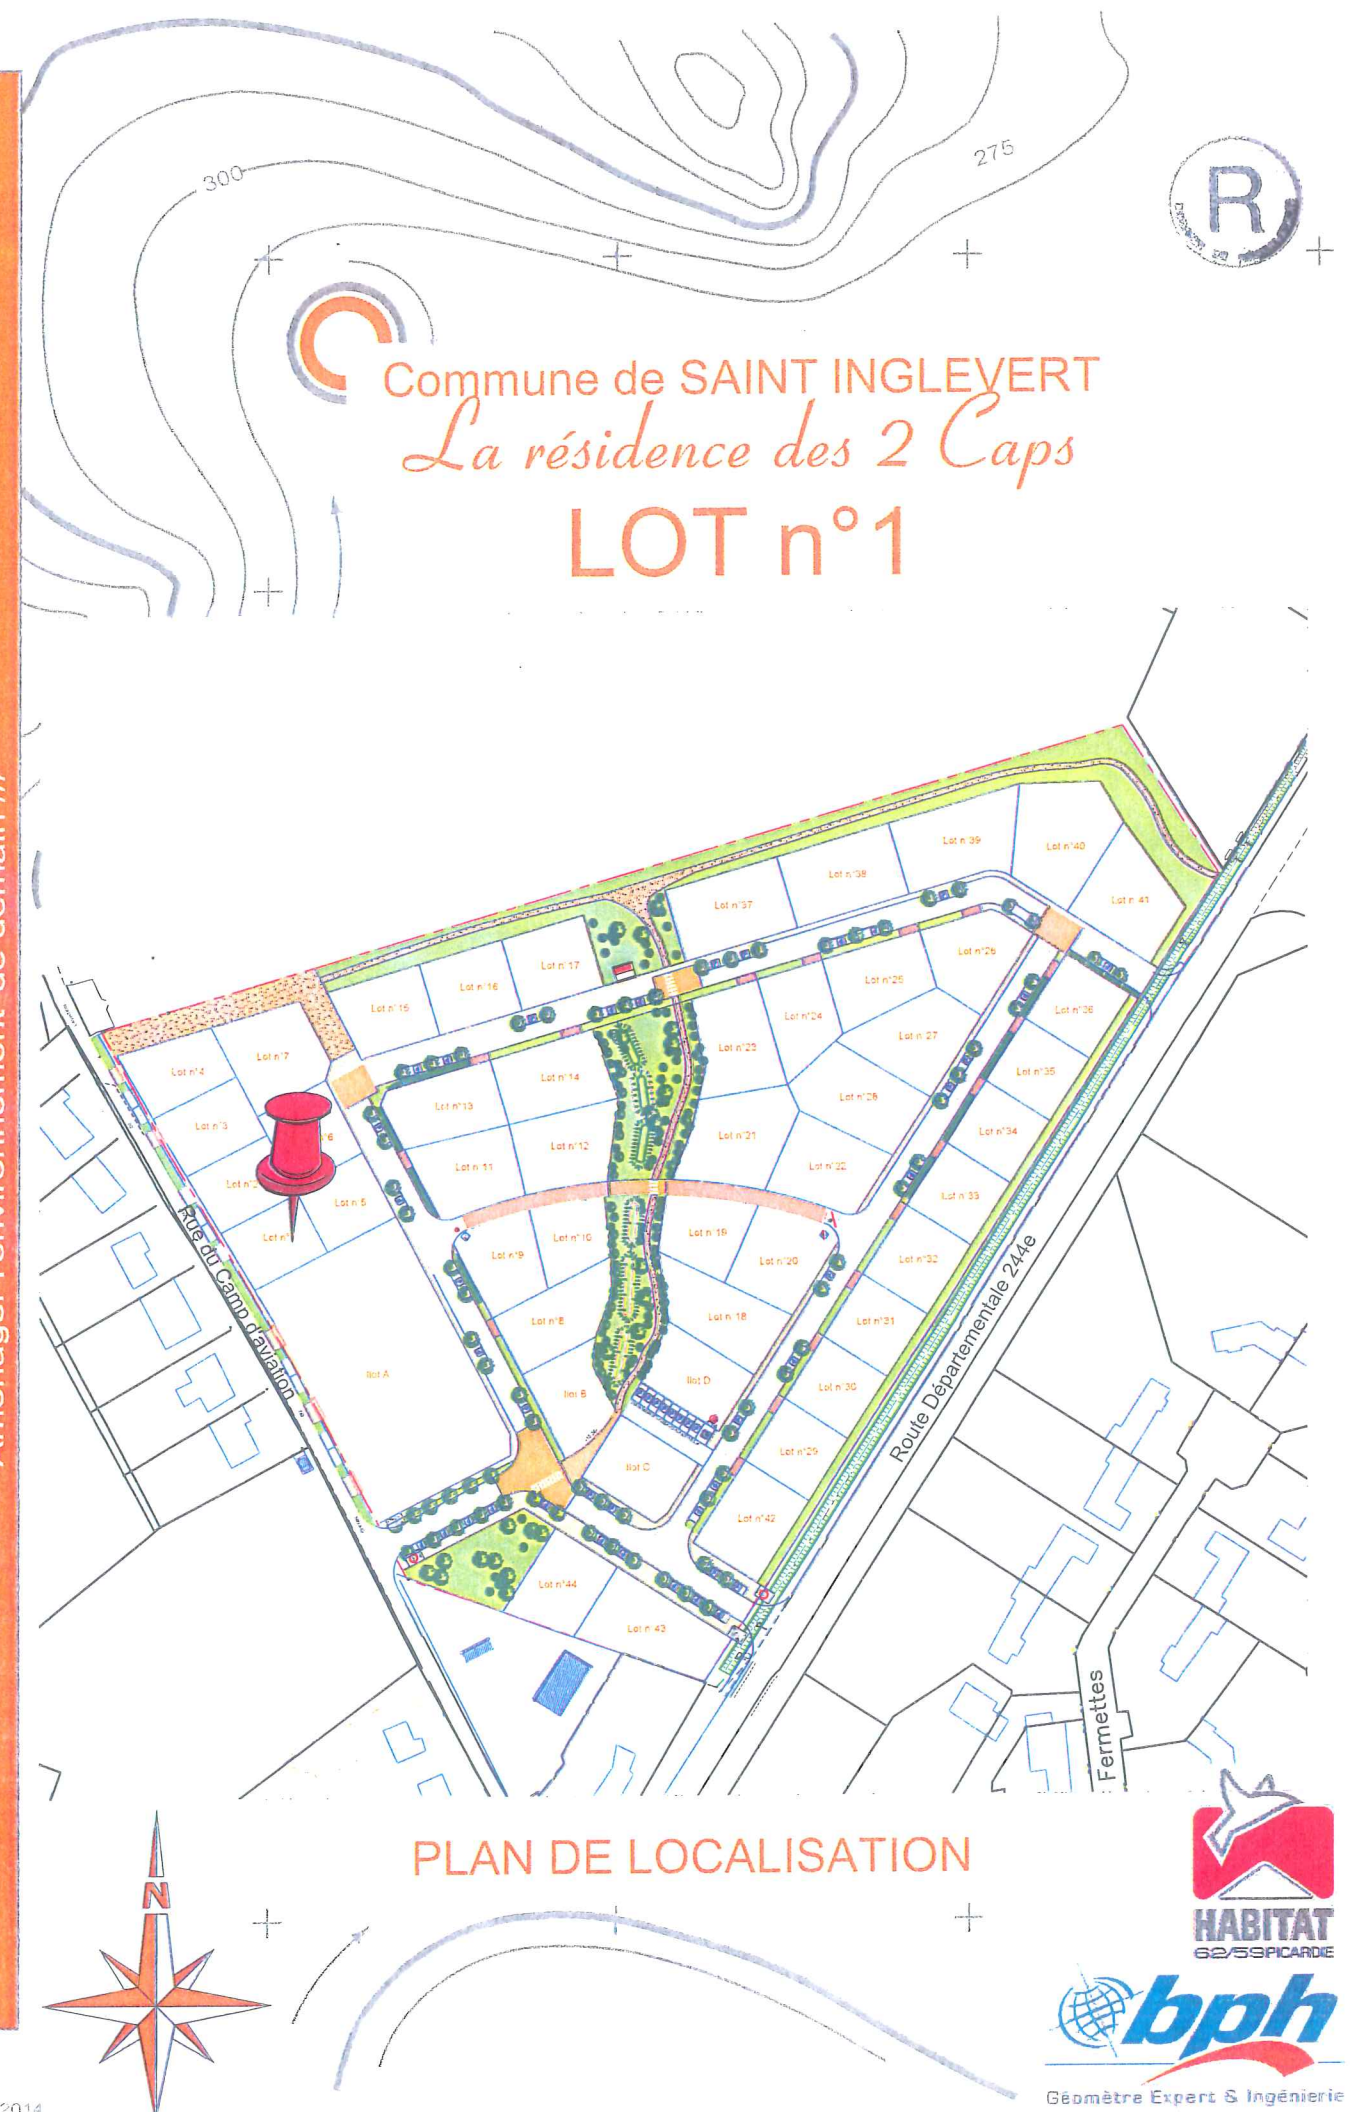 300
275
R
Commune de SAINT INGLEVERT
La résidence des 2 Caps
LOT n°1
Lot n°39
Lot n°40
Lot n°38
Lot n°41
Lot n°37
Lot n°26
Lot n°17
Lot n°25
Lot n°16
Lot n°15
Lot n°24
Lot n°36
Lot n°27
Lot n°23
Lot n°7
Lot n°4
Lot n°35
Lot n°14
Lot n°28
Lot n°13
Lot n°3
Lot n°34
Lot n°21
Lot n°12
Lot n°11
Lot n°22
Lot n°5
Lot n°33
Lot n°
Rue du Camp d'aviation
Lot n°19
Lot n°10
Lot n°9
Lot n°20
Lot n°32
Lot n°18
Lot n°8
Lot n°31
Route Départementale 244e
Ilot A
Ilot B
Ilot D
Lot n°30
Lot n°29
Ilot C
Lot n°42
Lot n°44
Lot n°43
Fermettes
PLAN DE LOCALISATION
N
HABITAT
62/59 PICARDIE
bph
Géomètre Expert & Ingénierie
2014